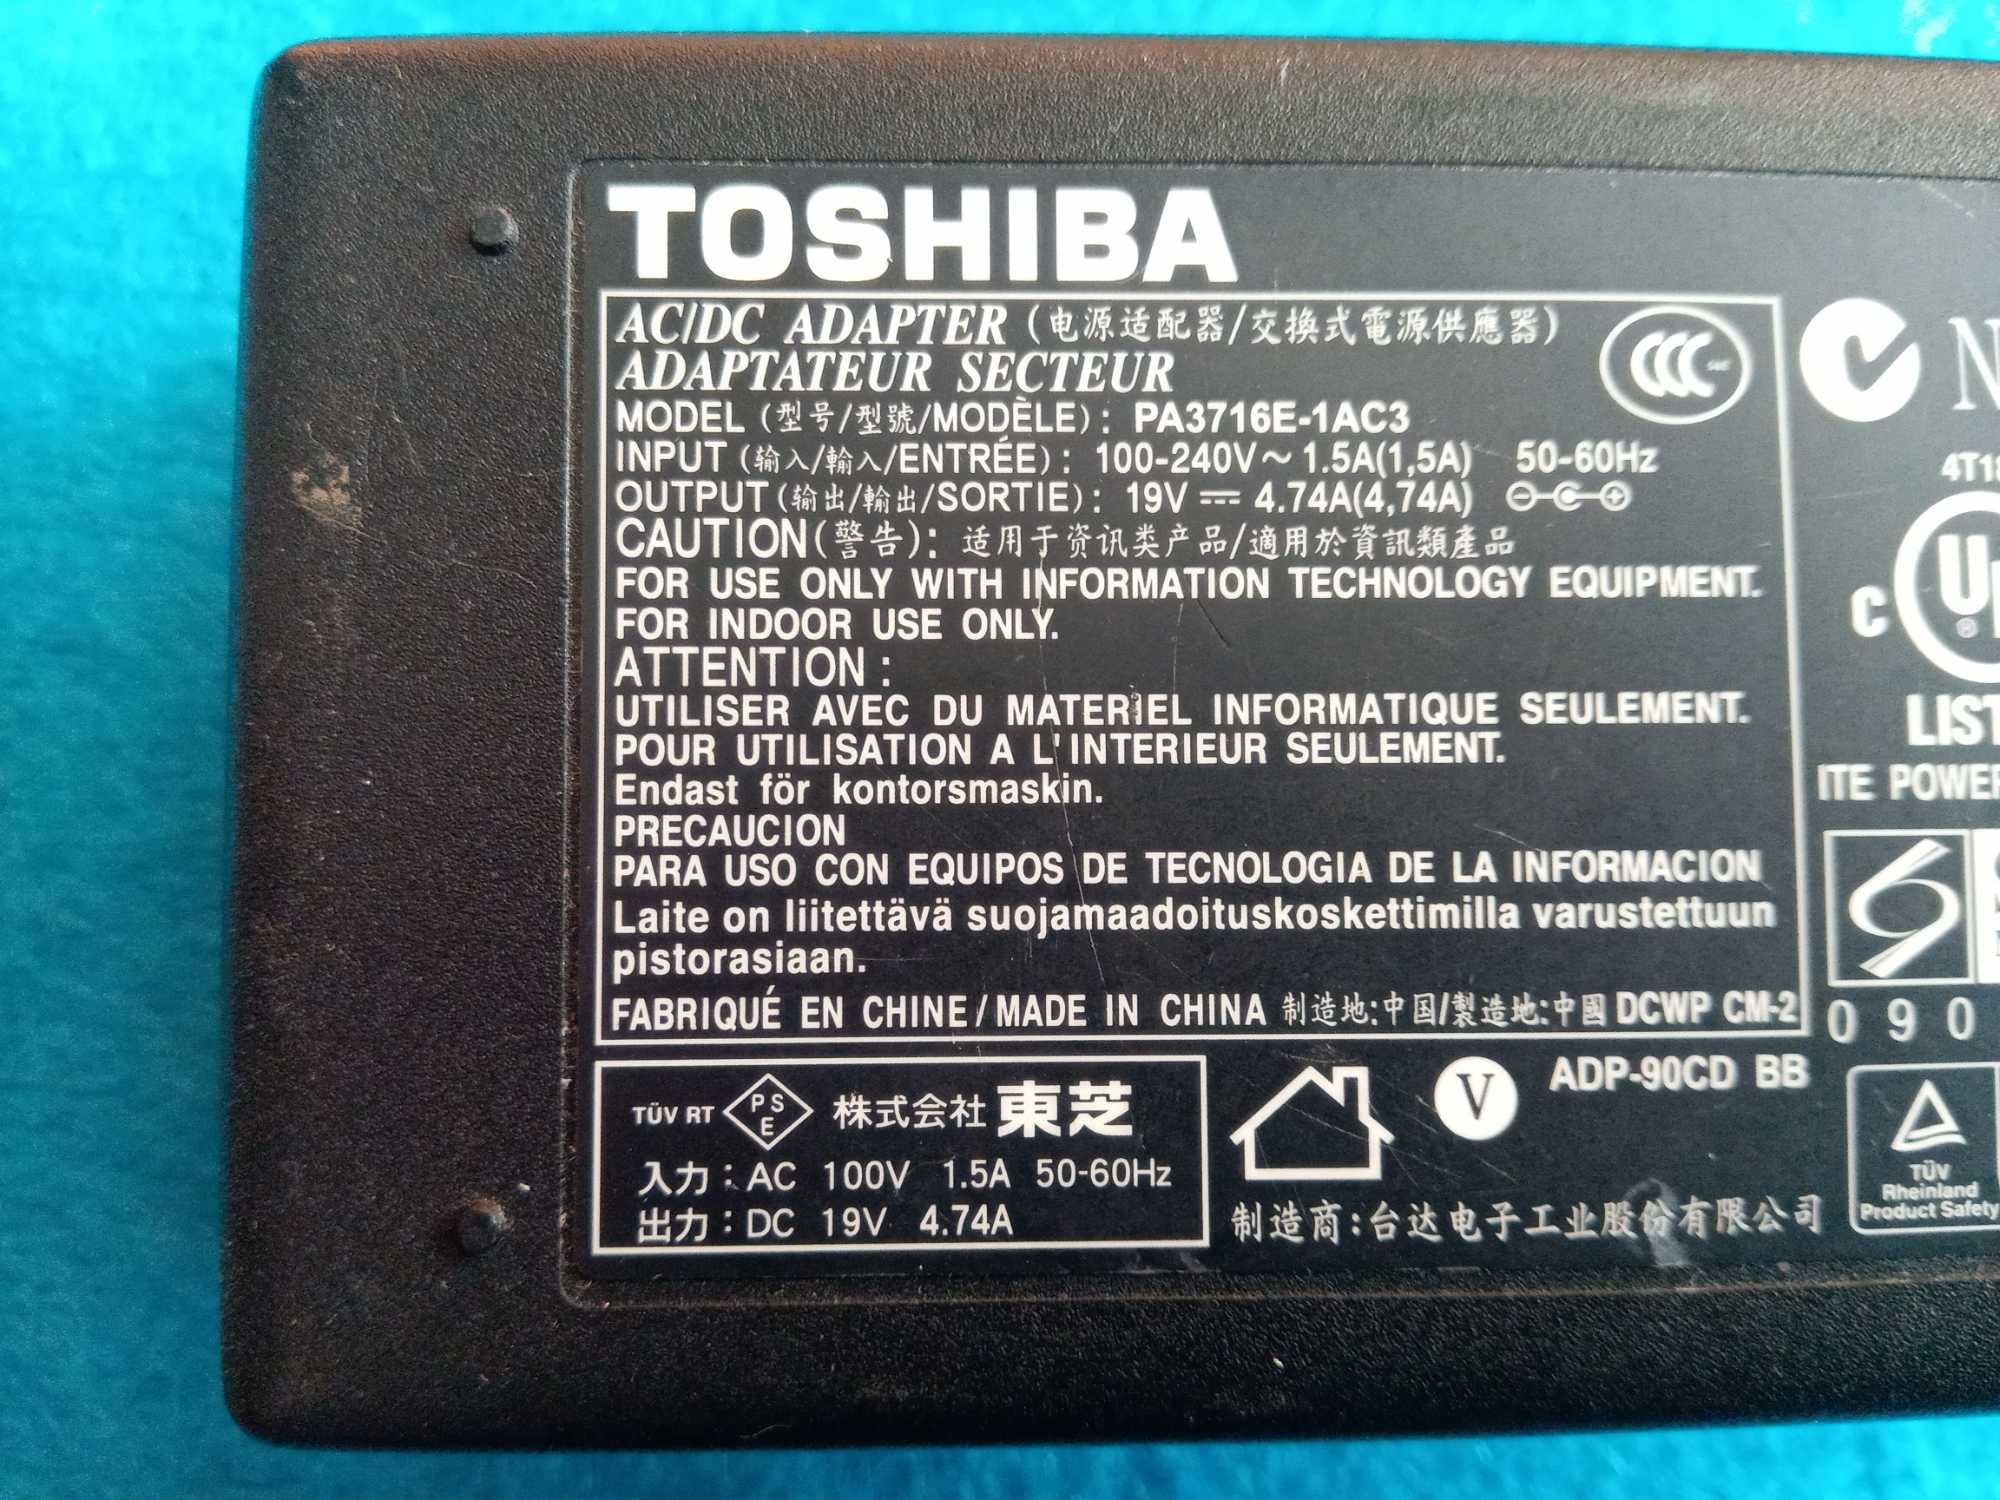 TOSHIBA
AC/DC ADAPTER (电源适配器/交換式電源供應器)
ADAPTATEUR SECTEUR
MODEL (型号/型號/MODÈLE): PA3716E-1AC3
INPUT (输入/輸入/ENTRÉE): 100-240V～ 1.5A(1,5A) 50-60Hz
OUTPUT (输出/輸出/SORTIE): 19V ⎓ 4.74A(4,74A)
CAUTION(警告): 适用于资讯类产品/適用於資訊類產品
FOR USE ONLY WITH INFORMATION TECHNOLOGY EQUIPMENT.
FOR INDOOR USE ONLY.
ATTENTION :
UTILISER AVEC DU MATERIEL INFORMATIQUE SEULEMENT.
POUR UTILISATION A L'INTERIEUR SEULEMENT.
Endast för kontorsmaskin.
PRECAUCION
PARA USO CON EQUIPOS DE TECNOLOGIA DE LA INFORMACION
Laite on liitettävä suojamaadoituskoskettimilla varustettuun
pistorasiaan.
FABRIQUÉ EN CHINE/MADE IN CHINA 制造地:中国/製造地:中國 DCWP CM-2
TÜV RT PSE 株式会社 東芝
入力：AC 100V 1.5A 50-60Hz
出力：DC 19V 4.74A
V ADP-90CD BB
制造商:台达电子工业股份有限公司
N
4T18
C UL ®
LIST
ITE POWER
090
TÜV
Rheinland
Product Safety